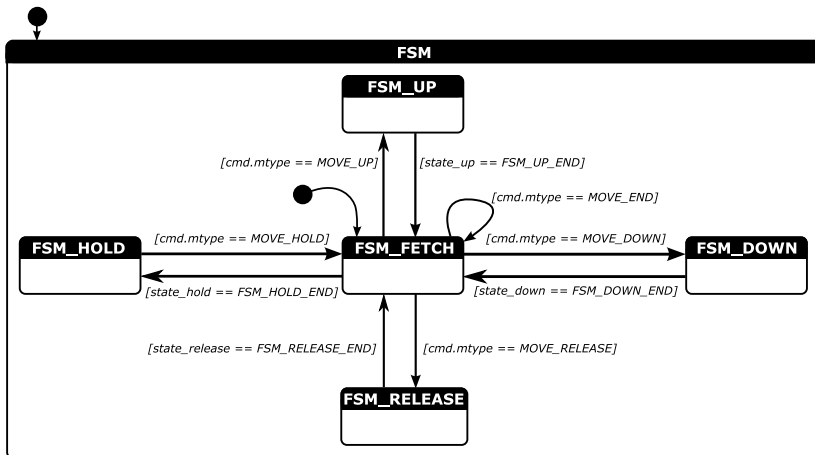 FSM
FSM_UP
[cmd.mtype == MOVE_UP]
[state_up == FSM_UP_END]
[cmd.mtype == MOVE_END]
[cmd.mtype == MOVE_HOLD]
[cmd.mtype == MOVE_DOWN]
FSM_HOLD
FSM_FETCH
FSM_DOWN
[state_hold == FSM_HOLD_END]
[state_down == FSM_DOWN_END]
[state_release == FSM_RELEASE_END]
[cmd.mtype == MOVE_RELEASE]
FSM_RELEASE